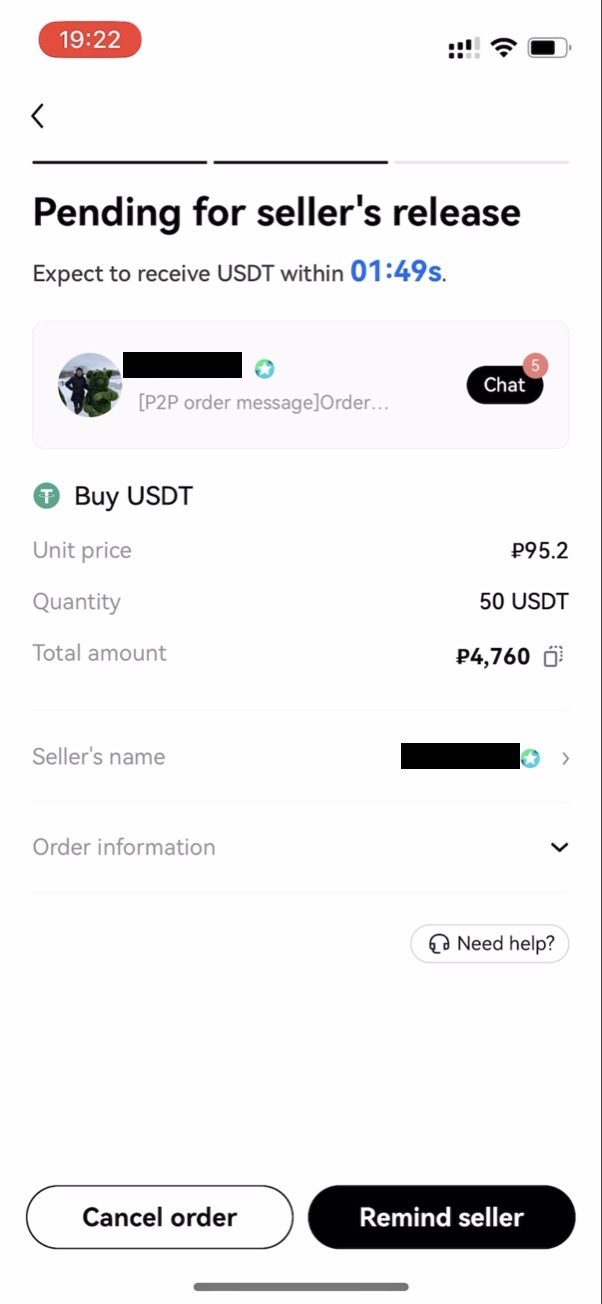 19:22
Pending for seller's release
Expect to receive USDT within 01:49s.
5
Chat
[P2P order message]Order...
Buy USDT
Unit price ₽95.2
Quantity 50 USDT
Total amount ₽4,760
Seller's name
Order information
Need help?
Cancel order Remind seller